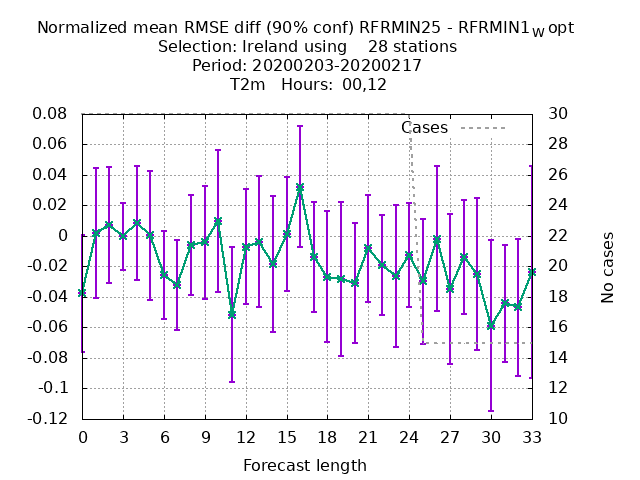 Normalized mean RMSE diff (90% conf) RFRMIN25 - RFRMIN1W opt
Selection: Ireland using 28 stations
Period: 20200203-20200217
T2m Hours: 00,12
0.08
0.06
0.04
0.02
0
-0.02
-0.04
-0.06
-0.08
-0.1
-0.12
Cases
30
28
26
24
22
20
18
16
14
12
10
No cases
0 3 6 9 12 15 18 21 24 27 30 33
Forecast length